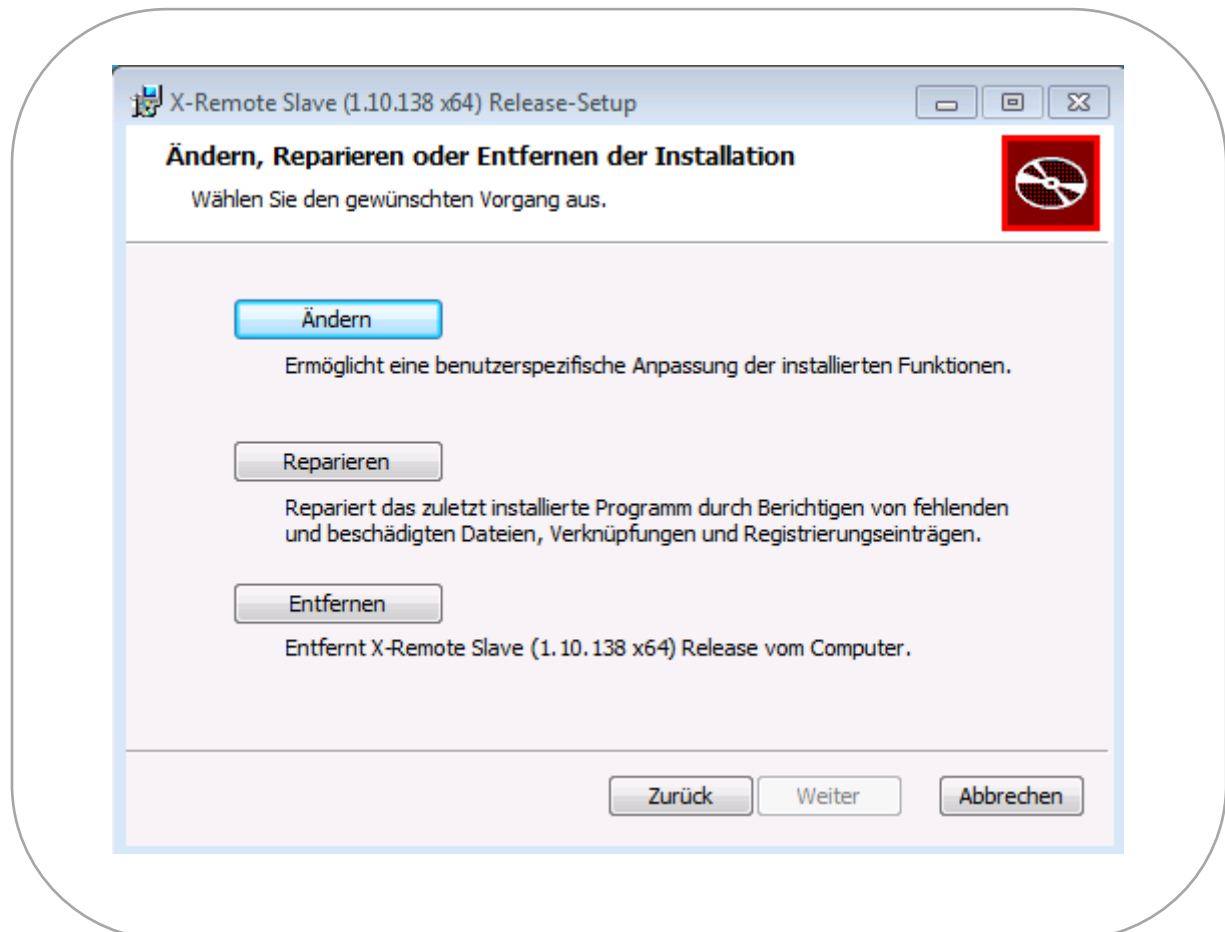 X-Remote Slave (1.10.138 x64) Release-Setup
Ändern, Reparieren oder Entfernen der Installation
Wählen Sie den gewünschten Vorgang aus.
Ändern
Ermöglicht eine benutzerspezifische Anpassung der installierten Funktionen.
Reparieren
Repariert das zuletzt installierte Programm durch Berichtigen von fehlenden
und beschädigten Dateien, Verknüpfungen und Registrierungseinträgen.
Entfernen
Entfernt X-Remote Slave (1.10.138 x64) Release vom Computer.
Zurück Weiter Abbrechen